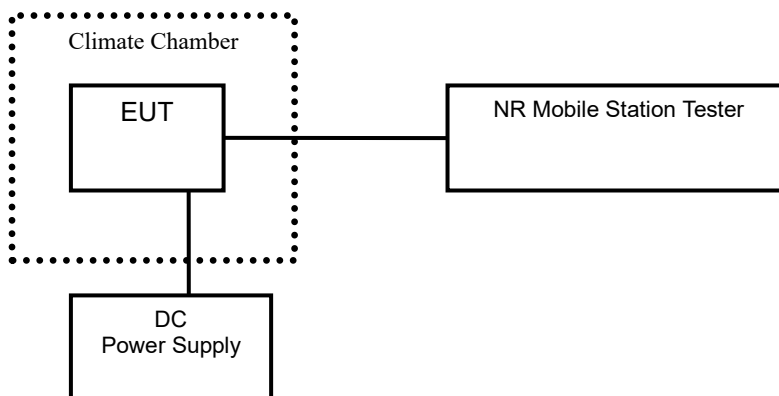 Climate Chamber
EUT
NR Mobile Station Tester
DC
Power Supply